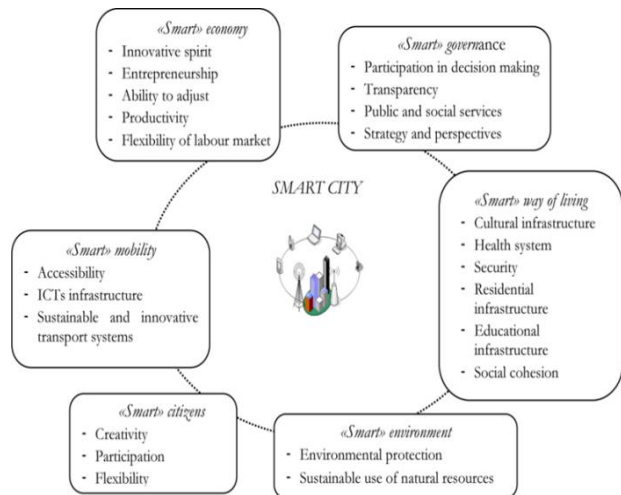 «Smart» economy
- Innovative spirit
- Entrepreneurship
- Ability to adjust
- Productivity
- Flexibility of labour market
«Smart» governance
- Participation in decision making
- Transparency
- Public and social services
- Strategy and perspectives
SMART CITY
«Smart» way of living
- Cultural infrastructure
- Health system
- Security
- Residential
infrastructure
- Educational
infrastructure
- Social cohesion
«Smart» mobility
- Accessibility
- ICTs infrastructure
- Sustainable and innovative
transport systems
«Smart» citizens
- Creativity
- Participation
- Flexibility
«Smart» environment
- Environmental protection
- Sustainable use of natural resources